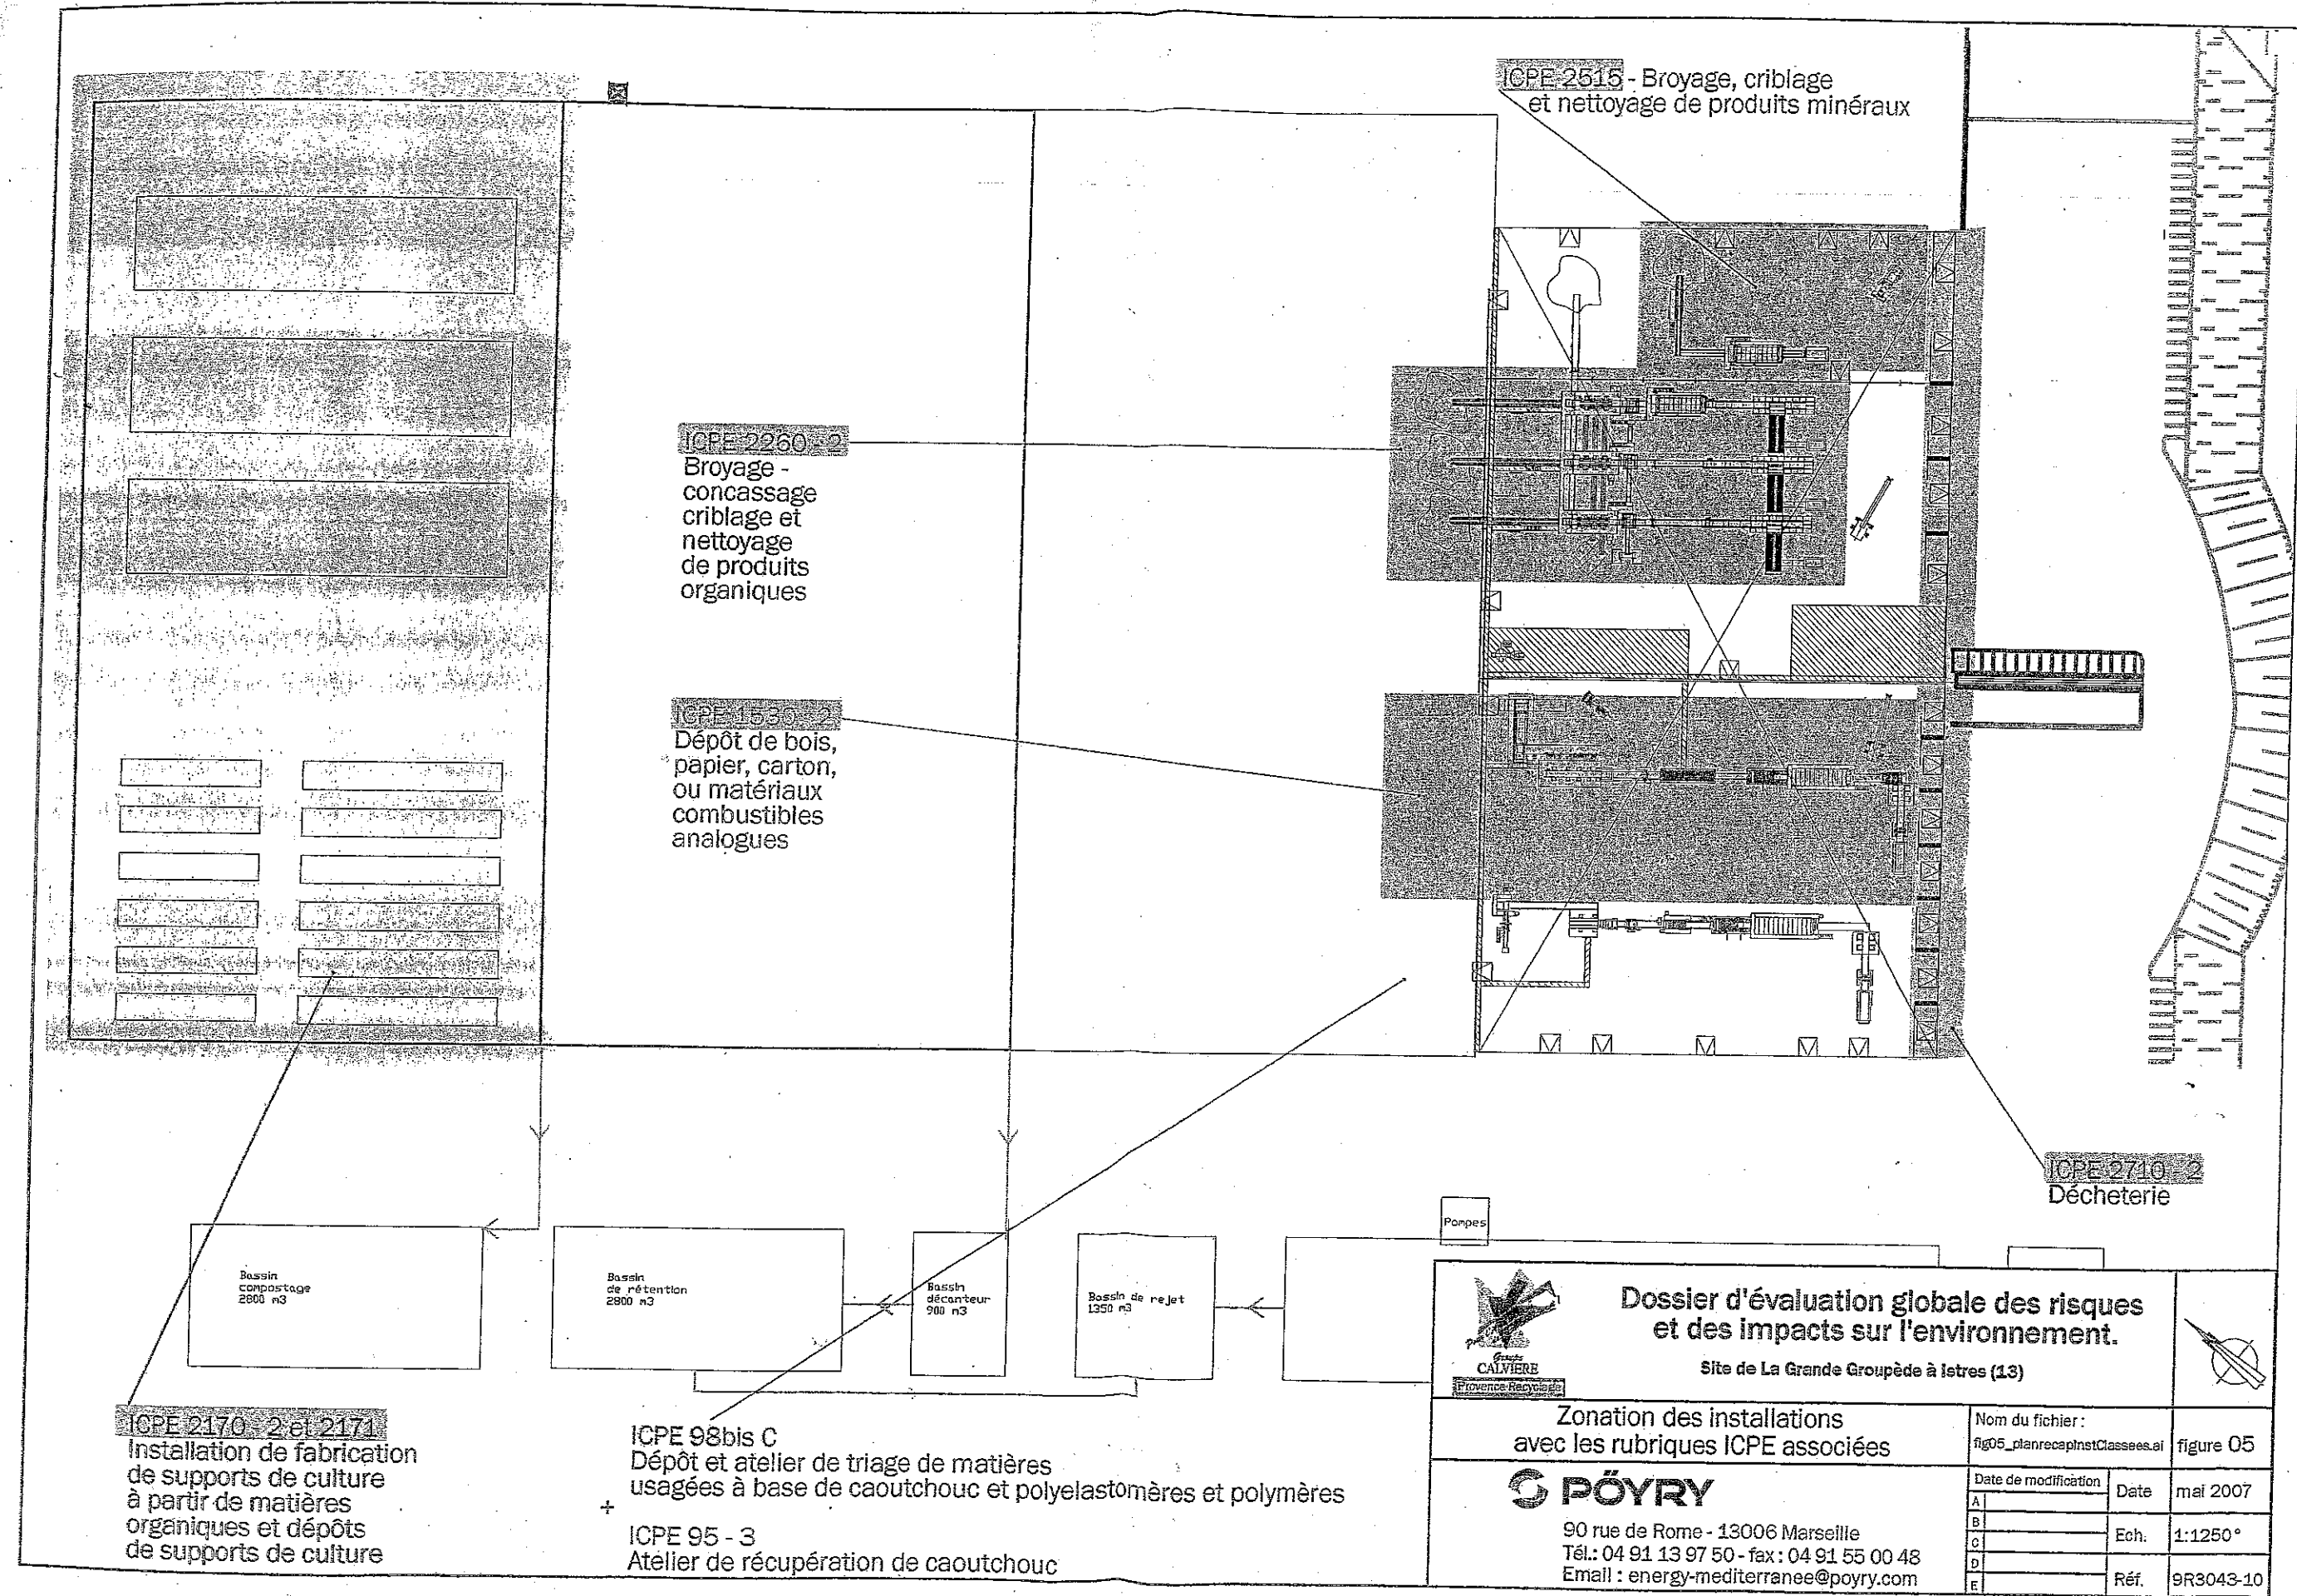 ICPE 2515 - Broyage, criblage
et nettoyage de produits minéraux
ICPE 2260 - 2
Broyage -
concassage
criblage et
nettoyage
de produits
organiques
ICPE 1530 - 2
Dépôt de bois,
papier, carton,
ou matériaux
combustibles
analogues
ICPE 2710 - 2
Décheterie
Pompes
Bassin
compostage
2800 m3
Bassin
de rétention
2800 m3
Bassin
décanteur
900 m3
Bassin de rejet
1350 m3
ICPE 2170 - 2 et 2171
Installation de fabrication
de supports de culture
à partir de matières
organiques et dépôts
de supports de culture
ICPE 98bis C
Dépôt et atelier de triage de matières
usagées à base de caoutchouc et polyelastomères et polymères
ICPE 95 - 3
Atelier de récupération de caoutchouc
Groupe
CALVIERE
Provence Recyclage
Dossier d'évaluation globale des risques
et des impacts sur l'environnement.
Site de La Grande Groupède à Istres (13)
Zonation des installations
avec les rubriques ICPE associées
Nom du fichier :
fig05_planrecapInstClassees.ai
figure 05
PÖYRY
90 rue de Rome - 13006 Marseille
Tél.: 04 91 13 97 50 - fax : 04 91 55 00 48
Email : energy-mediterranee@poyry.com
Date de modification
A
B
C
D
E
Date
mai 2007
Ech.
1:1250°
Réf.
9R3043-10